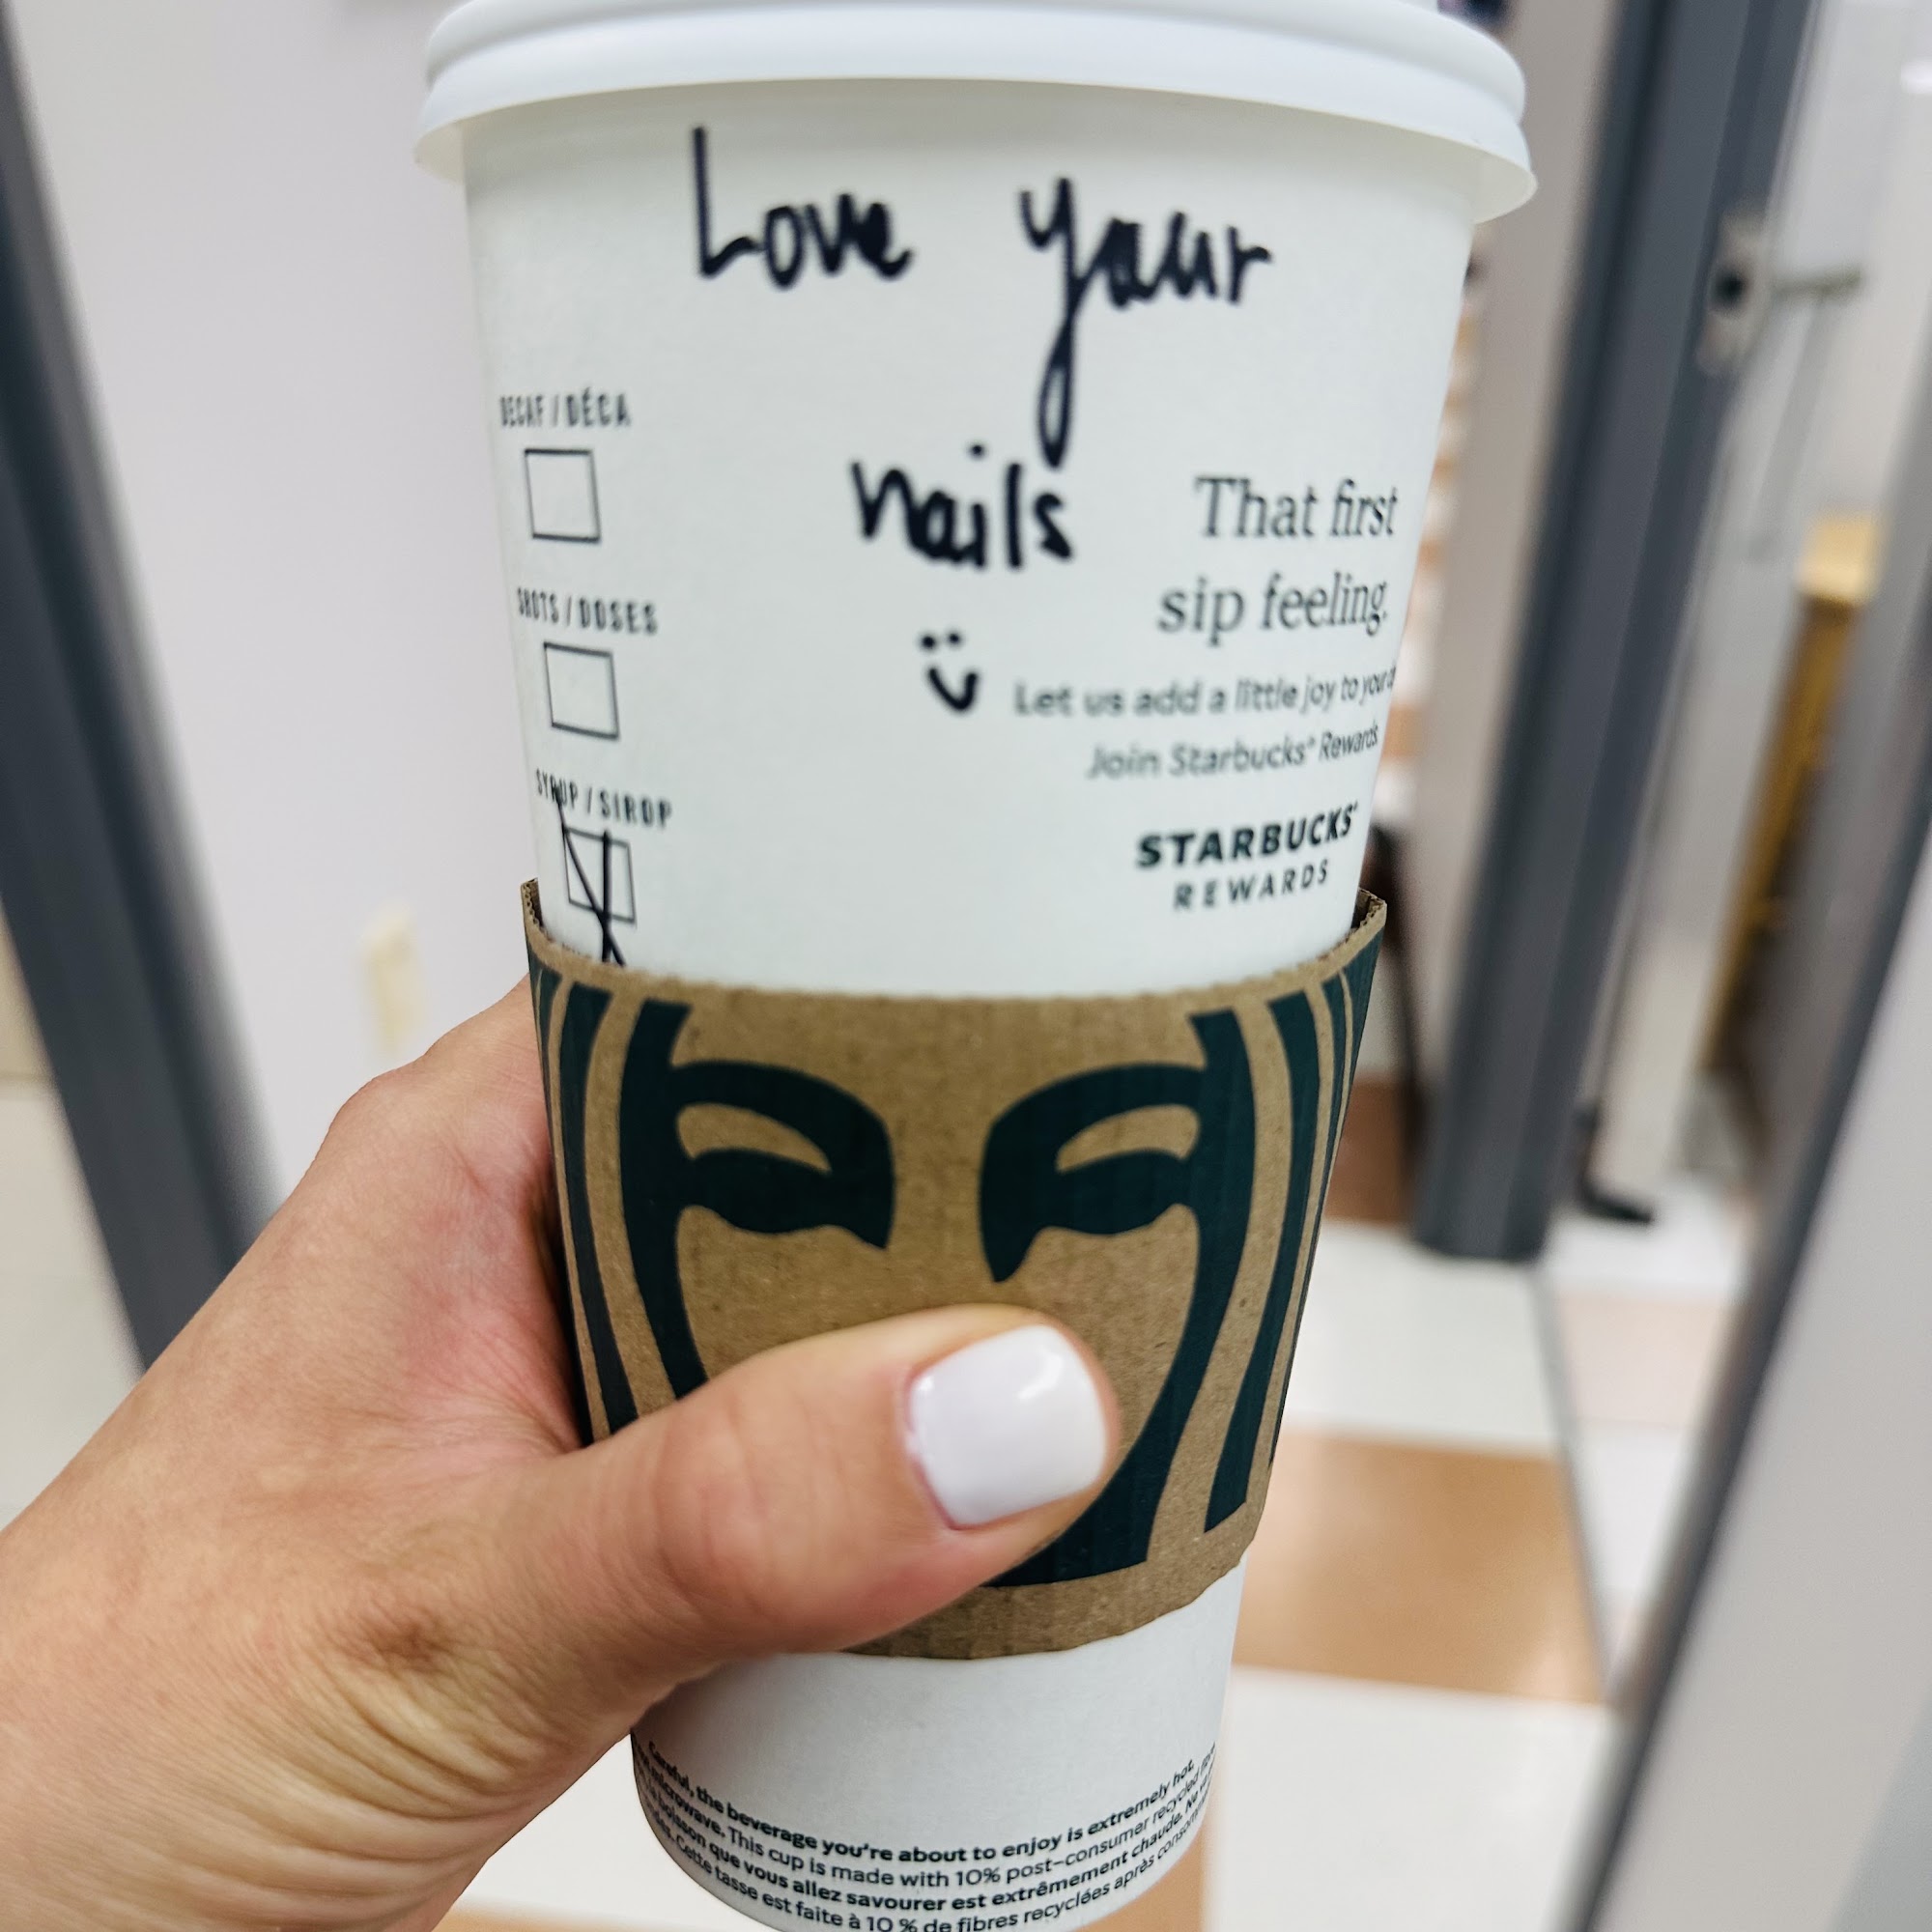 Love your
nails
DECAF / DÉCA
SHOTS / DOSES
SYRUP / SIROP
That first
sip feeling.
Let us add a little joy to your
Join Starbucks® Rewards.
STARBUCKS®
REWARDS
Careful, the beverage you're about to enjoy is extremely hot.
microwave. This cup is made with 10% post-consumer recycled
boisson que vous allez savourer est extrêmement chaude. Ne
Cette tasse est faite à 10 % de fibres recyclées après